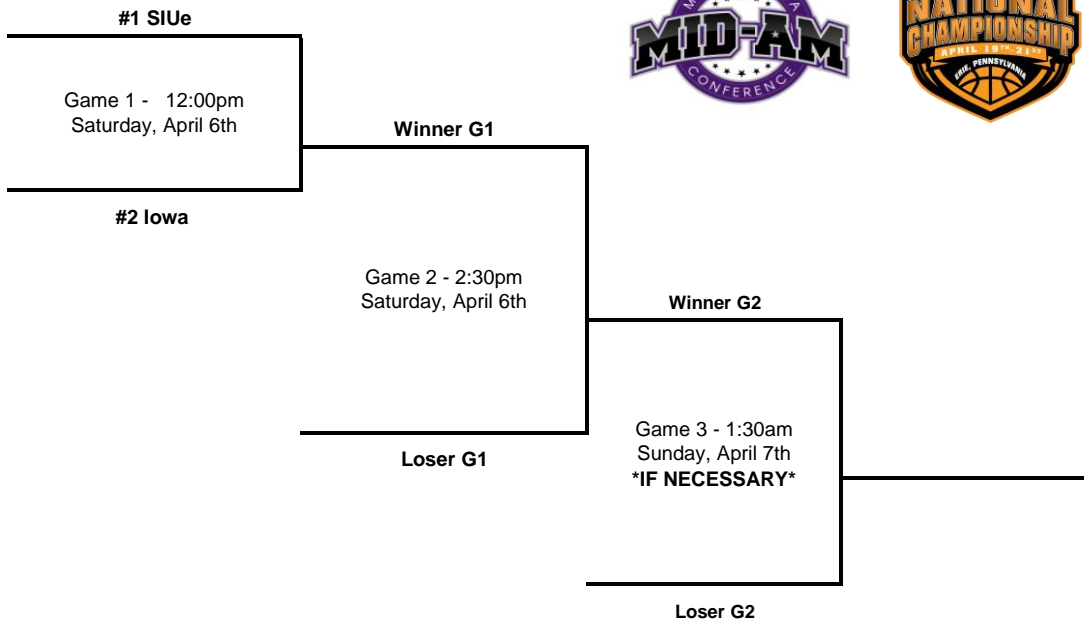 #1 SIUe
MID-AM
CONFERENCE
NATIONAL
CHAMPIONSHIP
APRIL 19TH-21ST
ERIE, PENNSYLVANIA
Game 1 -   12:00pm
Saturday, April 6th
Winner G1
#2 Iowa
Game 2 - 2:30pm
Saturday, April 6th
Winner G2
Loser G1
Game 3 - 1:30am
Sunday, April 7th
*IF NECESSARY*
Loser G2